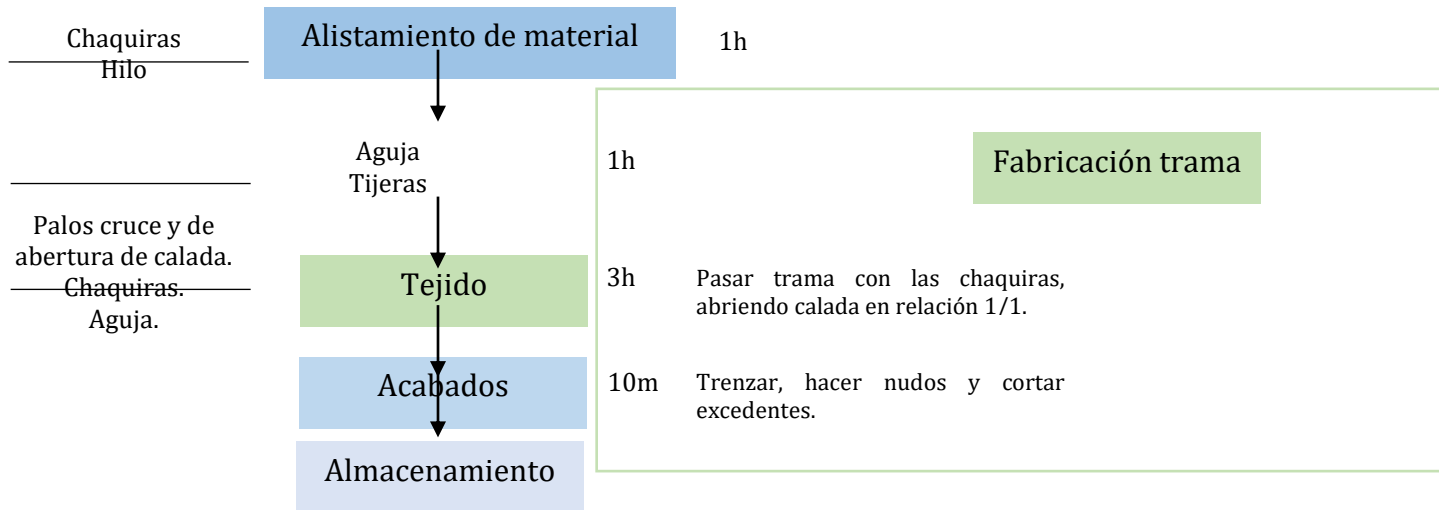 Chaquiras
Hilo
Alistamiento de material
1h
Aguja
Tijeras
1h
Fabricación trama
Palos cruce y de
abertura de calada.
Chaquiras.
Aguja.
Tejido
3h
Pasar trama con las chaquiras,
abriendo calada en relación 1/1.
Acabados
10m
Trenzar, hacer nudos y cortar
excedentes.
Almacenamiento